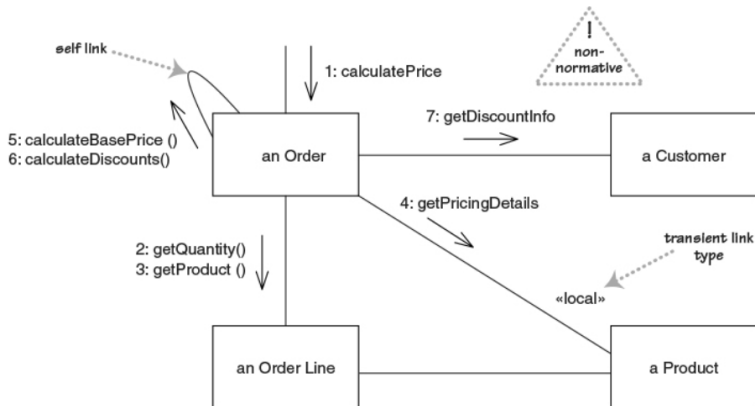 self link
1: calculatePrice
!
non-
normative
5: calculateBasePrice ()
6: calculateDiscounts()
an Order
7: getDiscountInfo
a Customer
4: getPricingDetails
2: getQuantity()
3: getProduct ()
transient link
type
«local»
an Order Line
a Product